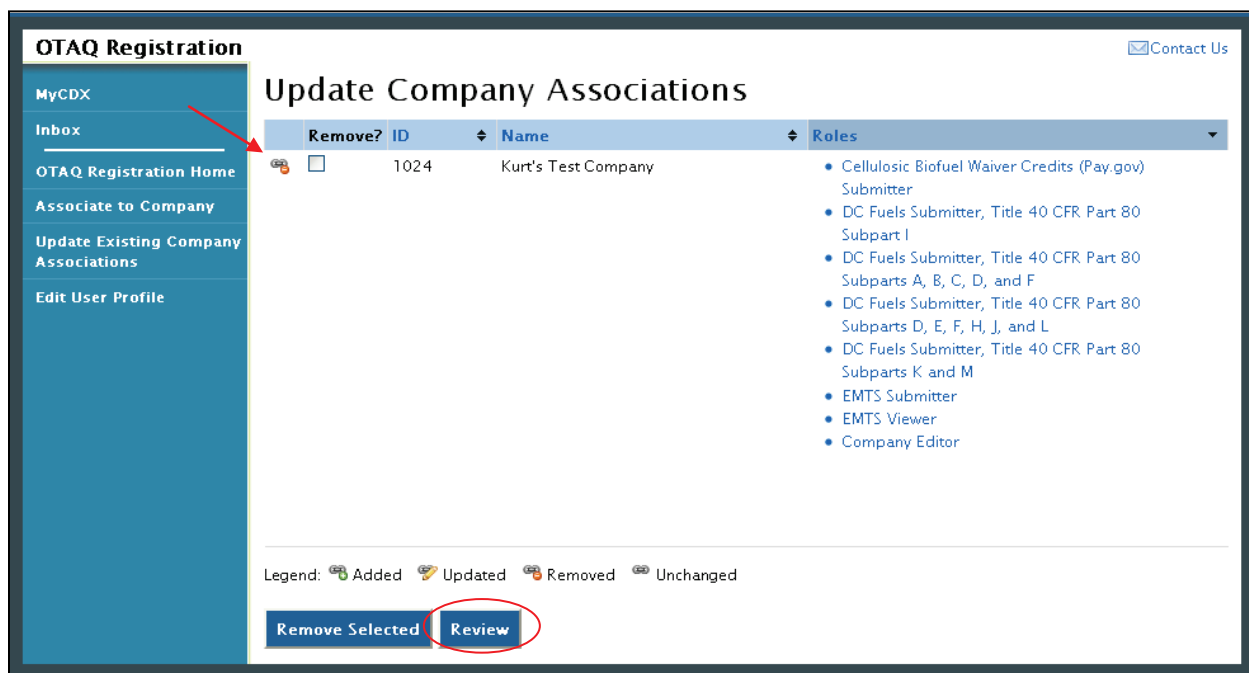 OTAQ Registration
Contact Us
MyCDX
Inbox
OTAQ Registration Home
Associate to Company
Update Existing Company
Associations
Edit User Profile
Update Company Associations
Remove? ID Name Roles
1024 Kurt's Test Company
Cellulosic Biofuel Waiver Credits (Pay.gov)
Submitter
DC Fuels Submitter, Title 40 CFR Part 80
Subpart I
DC Fuels Submitter, Title 40 CFR Part 80
Subparts A, B, C, D, and F
DC Fuels Submitter, Title 40 CFR Part 80
Subparts D, E, F, H, J, and L
DC Fuels Submitter, Title 40 CFR Part 80
Subparts K and M
EMTS Submitter
EMTS Viewer
Company Editor
Legend: Added Updated Removed Unchanged
Remove Selected Review